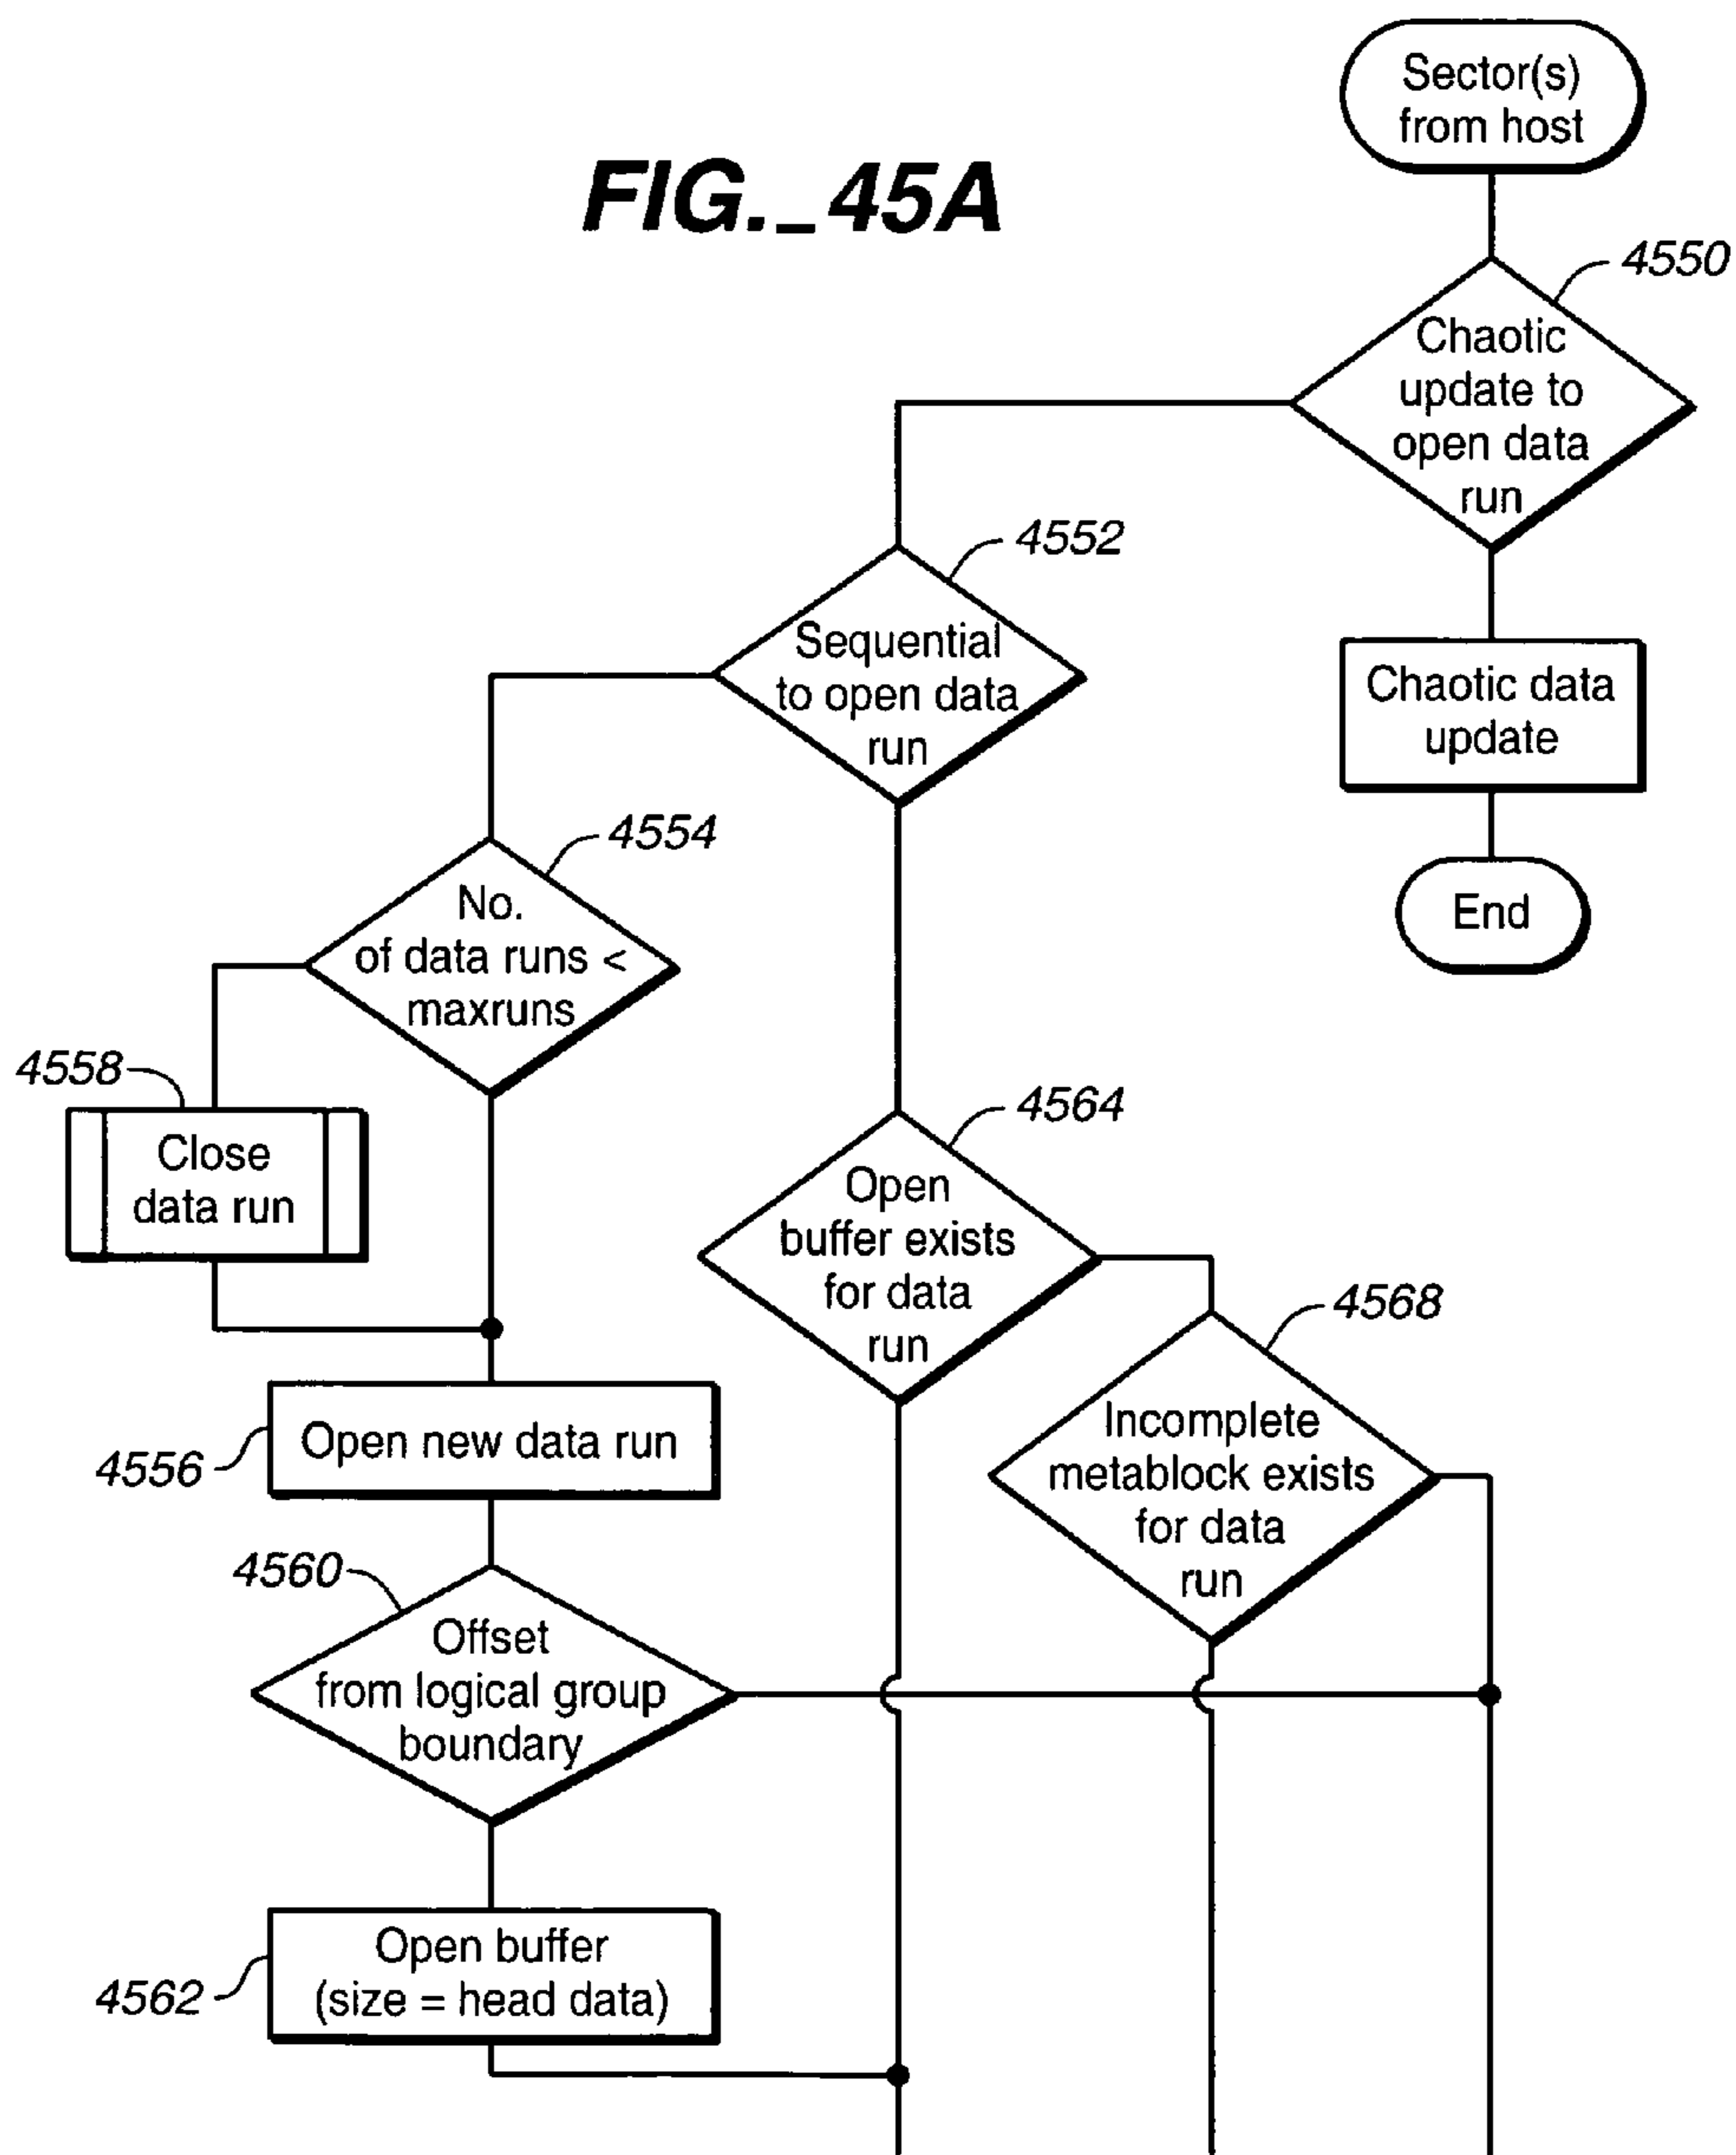 Sector(s)
from host
FIG._45A
4550
Chaotic
update to
open data
run
4552
Sequential
to open data
run
Chaotic data
update
4554
No.
of data runs <
maxruns
End
4558
Close
data run
4564
Open
buffer exists
for data
run
4568
Incomplete
metablock exists
for data
run
Open new data run
4556
4560
Offset
from logical group
boundary
Open buffer
(size = head data)
4562